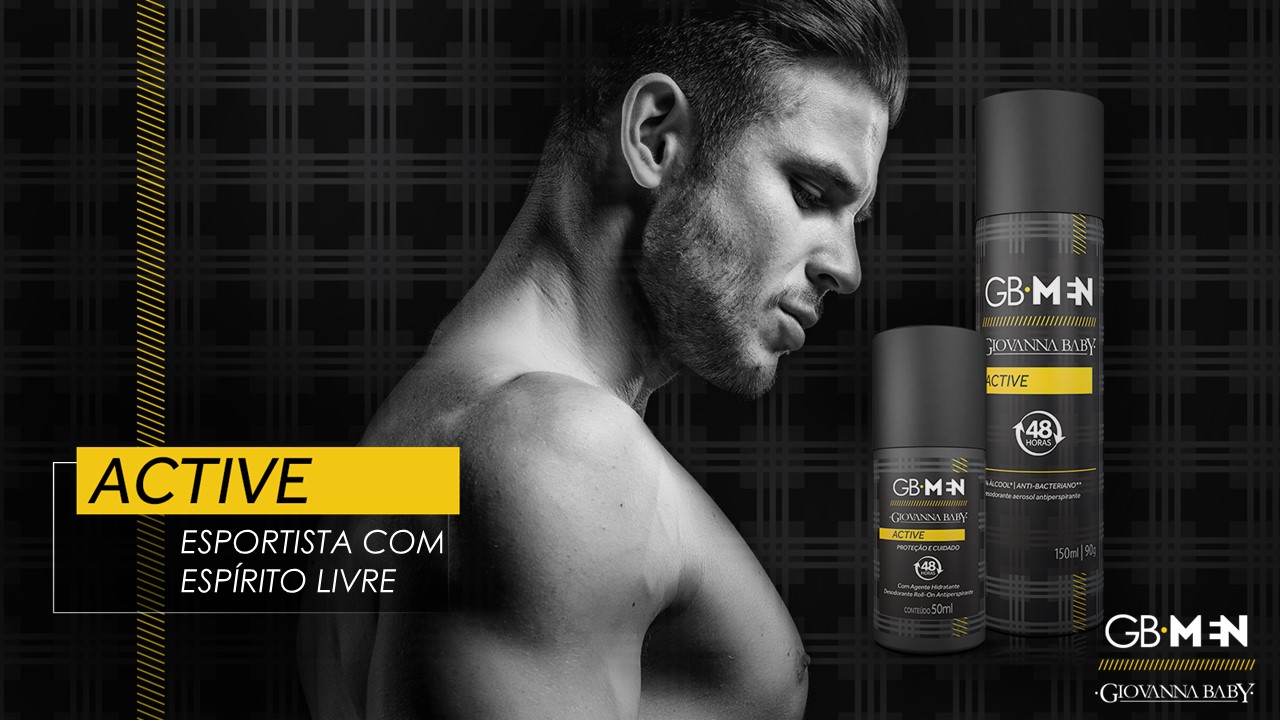 ACTIVE
ESPORTISTA COM
ESPÍRITO LIVRE
GB·MEN
GIOVANNA BABY
ACTIVE
PROTEÇÃO E CUIDADO
48
HORAS
Com Agente Hidratante
Desodorante Roll-On Antiperspirante
CONTEÚDO 50ml
GB·MEN
GIOVANNA BABY
ACTIVE
48
HORAS
% ÁLCOOL* | ANTI-BACTERIANO**
desodorante aerosol antiperspirante
150ml | 90g
GB·MEN
·GIOVANNA BABY·